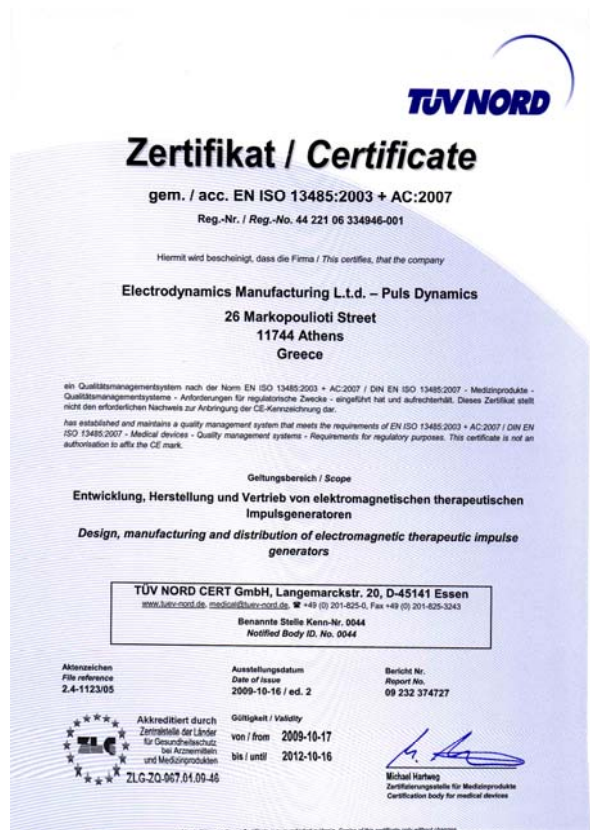 TÜV NORD
Zertifikat / Certificate
gem. / acc. EN ISO 13485:2003 + AC:2007
Reg.-Nr. / Reg.-No. 44 221 06 334946-001
Hiermit wird bescheinigt, dass die Firma / This certifies, that the company
Electrodynamics Manufacturing L.t.d. – Puls Dynamics
26 Markopoulioti Street
11744 Athens
Greece
ein Qualitätsmanagementsystem nach der Norm EN ISO 13485:2003 + AC:2007 / DIN EN ISO 13485:2007 - Medizinprodukte -
Qualitätsmanagementsysteme - Anforderungen für regulatorische Zwecke - eingeführt hat und aufrechterhält. Dieses Zertifikat stellt
nicht den erforderlichen Nachweis zur Anbringung der CE-Kennzeichnung dar.
has established and maintains a quality management system that meets the requirements of EN ISO 13485:2003 + AC:2007 / DIN EN
ISO 13485:2007 - Medical devices - Quality management systems - Requirements for regulatory purposes. This certificate is not an
authorisation to affix the CE mark.
Geltungsbereich / Scope
Entwicklung, Herstellung und Vertrieb von elektromagnetischen therapeutischen
Impulsgeneratoren
Design, manufacturing and distribution of electromagnetic therapeutic impulse
generators
TÜV NORD CERT GmbH, Langemarckstr. 20, D-45141 Essen
www.tuev-nord.de, medical@tuev-nord.de, ☎ +49 (0) 201-825-0, Fax +49 (0) 201-825-3243
Benannte Stelle Kenn-Nr. 0044
Notified Body ID. No. 0044
Aktenzeichen
File reference
2.4-1123/05
Ausstellungsdatum
Date of issue
2009-10-16 / ed. 2
Bericht Nr.
Report No.
09 232 374727
ZLG
Akkreditiert durch
Zentralstelle der Länder
für Gesundheitsschutz
bei Arzneimitteln
und Medizinprodukten
ZLG-ZQ-967.01.09-46
Gültigkeit / Validity
von / from 2009-10-17
bis / until 2012-10-16
Michael Hartweg
Zertifizierungsstelle für Medizinprodukte
Certification body for medical devices